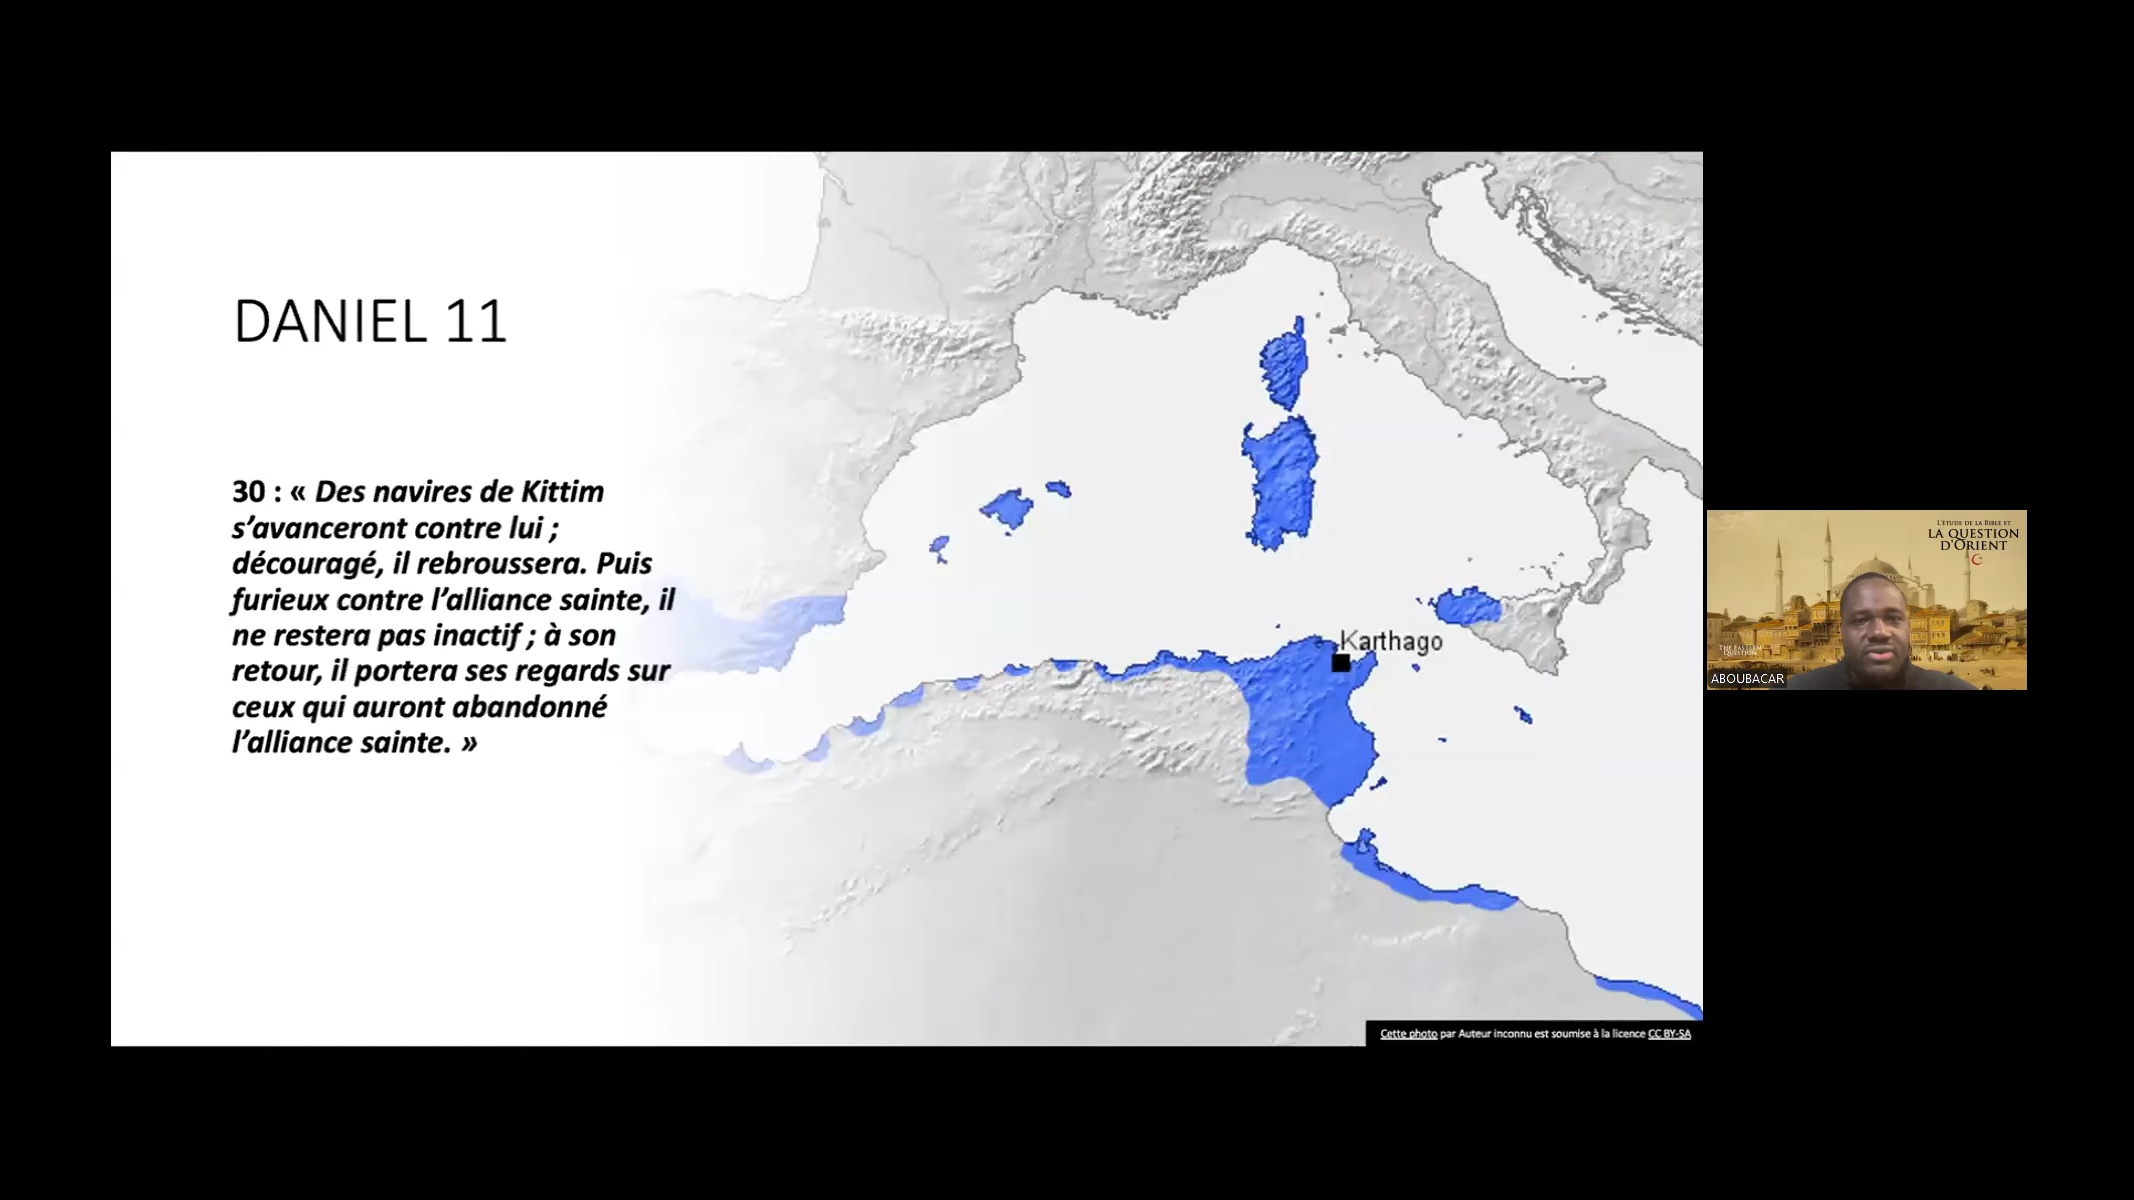 DANIEL 11
30 : « Des navires de Kittim
s’avanceront contre lui ;
découragé, il rebroussera. Puis
furieux contre l’alliance sainte, il
ne restera pas inactif ; à son
retour, il portera ses regards sur
ceux qui auront abandonné
l’alliance sainte. »
Karthago
Cette photo par Auteur inconnu est soumise à la licence CC BY-SA
L'ÉTUDE DE LA BIBLE ET
LA QUESTION
D'ORIENT
THE EASTERN
QUESTION
ABOUBACAR